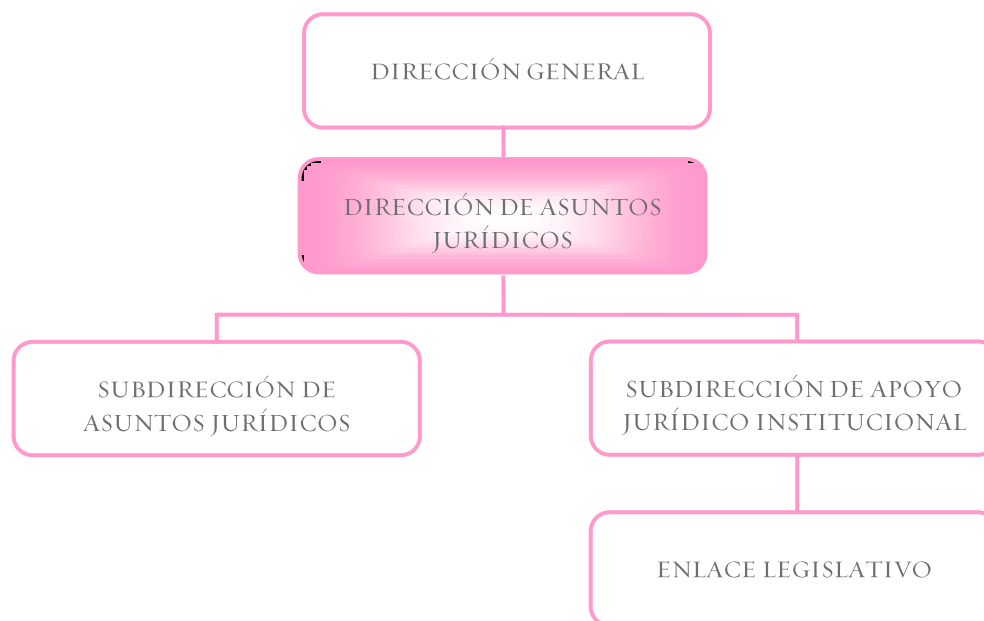 DIRECCIÓN GENERAL
DIRECCIÓN DE ASUNTOS
JURÍDICOS
SUBDIRECCIÓN DE
ASUNTOS JURÍDICOS
SUBDIRECCIÓN DE APOYO
JURÍDICO INSTITUCIONAL
ENLACE LEGISLATIVO